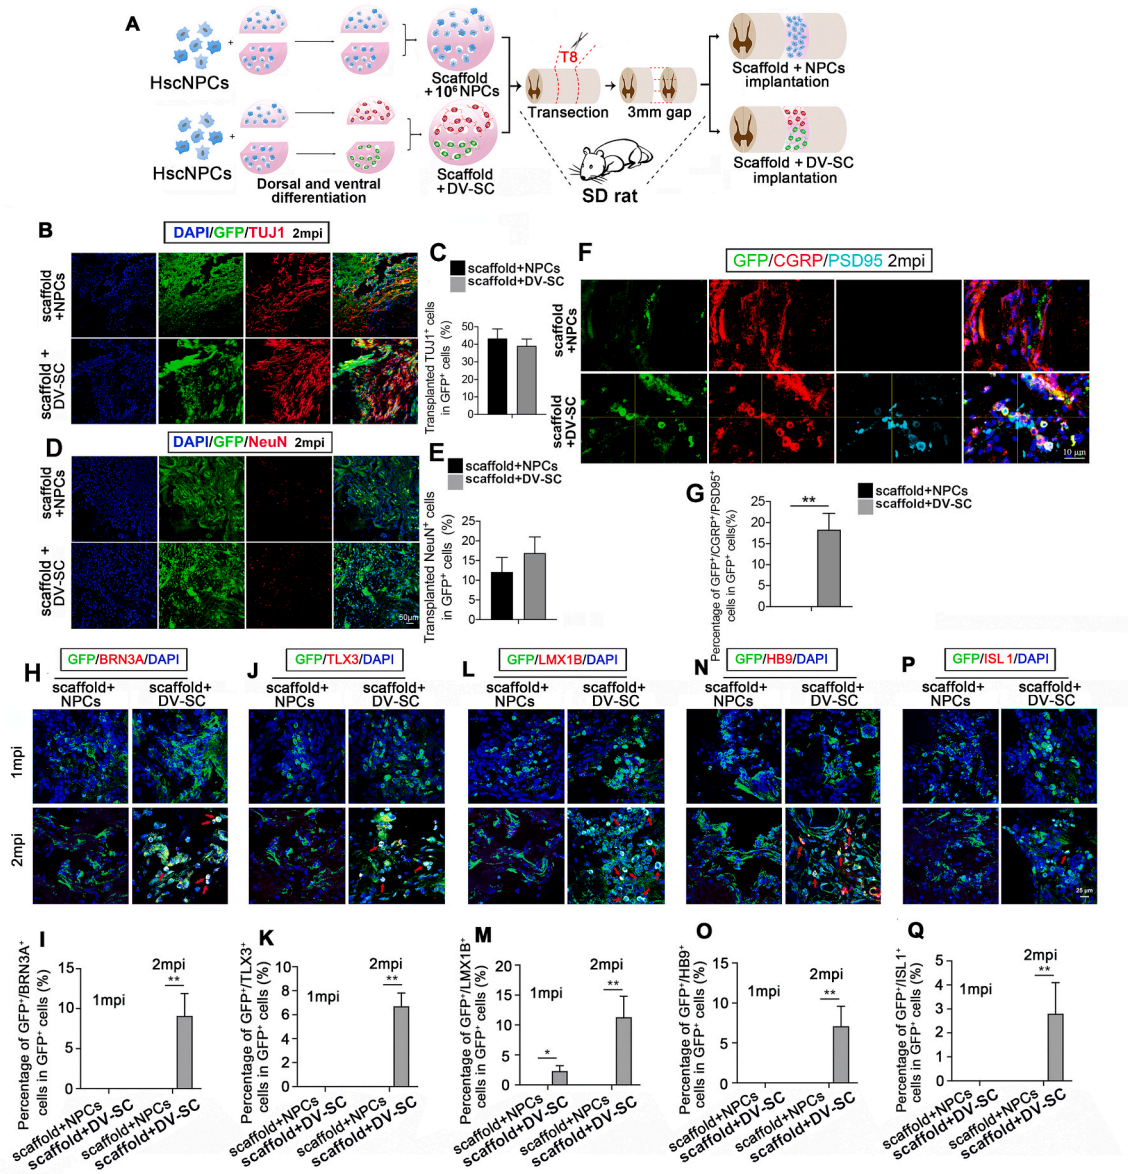 A
HscNPCs
+
Scaffold
+10⁶ NPCs
HscNPCs
+
Dorsal and ventral
differentiation
Scaffold
+DV-SC
T8
Transection
3mm gap
SD rat
Scaffold + NPCs
implantation
Scaffold + DV-SC
implantation
B
DAPI/GFP/TUJ1 2mpi
scaffold
+NPCs
scaffold +
DV-SC
C
scaffold+NPCs
scaffold+DV-SC
Transplanted TUJ1⁺ cells
in GFP⁺ cells (%)
50
40
30
20
10
0
D
DAPI/GFP/NeuN 2mpi
scaffold
+NPCs
scaffold +
DV-SC
50μm
E
scaffold+NPCs
scaffold+DV-SC
Transplanted NeuN⁺ cells
in GFP⁺ cells (%)
25
20
15
10
5
0
F
GFP/CGRP/PSD95 2mpi
scaffold
+NPCs
scaffold
+DV-SC
10 μm
G
scaffold+NPCs
scaffold+DV-SC
Percentage of GFP⁺/CGRP⁺/PSD95⁺
cells in GFP⁺ cells(%)
25
20
15
10
5
0
**
H
GFP/BRN3A/DAPI
scaffold+
NPCs
scaffold+
DV-SC
1mpi
2mpi
J
GFP/TLX3/DAPI
scaffold+
NPCs
scaffold+
DV-SC
L
GFP/LMX1B/DAPI
scaffold+
NPCs
scaffold+
DV-SC
N
GFP/HB9/DAPI
scaffold+
NPCs
scaffold+
DV-SC
P
GFP/ISL1/DAPI
scaffold+
NPCs
scaffold+
DV-SC
25 μm
I
Percentage of GFP⁺/BRN3A⁺
cells in GFP⁺ cells (%)
15
10
5
0
1mpi
2mpi
**
scaffold+NPCs
scaffold+DV-SC
scaffold+NPCs
scaffold+DV-SC
K
Percentage of GFP⁺/TLX3⁺
cells in GFP⁺ cells (%)
10
8
6
4
2
0
1mpi
2mpi
**
scaffold+NPCs
scaffold+DV-SC
scaffold+NPCs
scaffold+DV-SC
M
Percentage of GFP⁺/LMX1B⁺
cells in GFP⁺ cells (%)
20
15
10
5
0
1mpi
*
2mpi
**
scaffold+NPCs
scaffold+DV-SC
scaffold+NPCs
scaffold+DV-SC
O
Percentage of GFP⁺/HB9⁺
cells in GFP⁺ cells (%)
15
10
5
0
1mpi
2mpi
**
scaffold+NPCs
scaffold+DV-SC
scaffold+NPCs
scaffold+DV-SC
Q
Percentage of GFP⁺/ISL1⁺
cells in GFP⁺ cells (%)
5
4
3
2
1
0
1mpi
2mpi
**
scaffold+NPCs
scaffold+DV-SC
scaffold+NPCs
scaffold+DV-SC